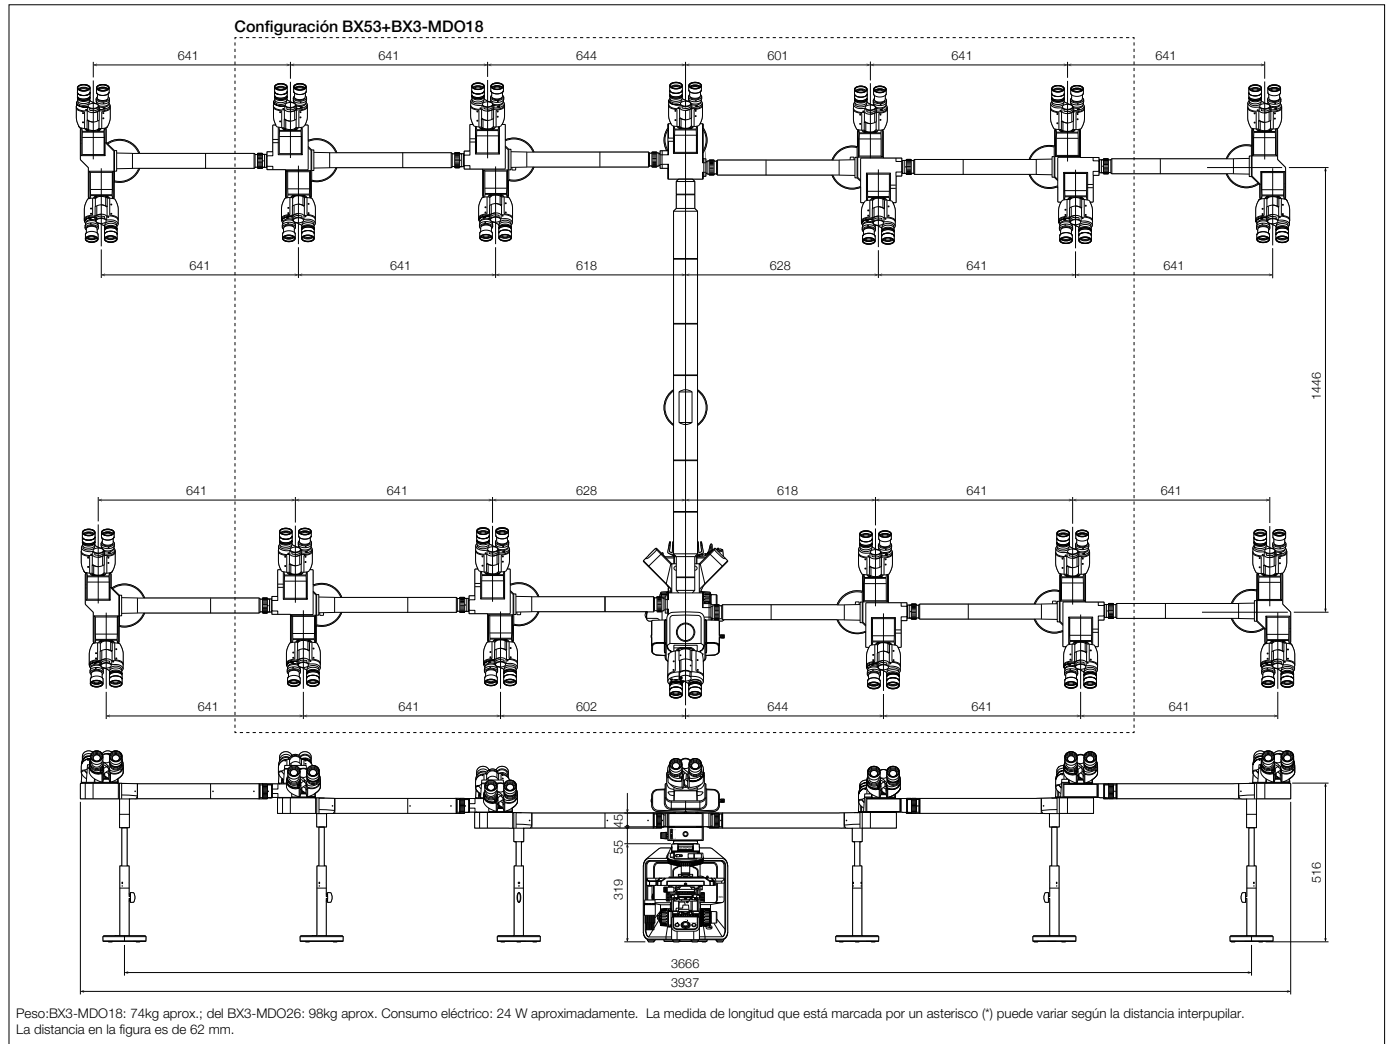 Configuración BX53+BX3-MDO18
641 641 644 601 641 641
641 641 618 628 641 641
1446
641 641 628 618 641 641
641 641 602 644 641 641
45
55
319
516
3666
3937
Peso:BX3-MDO18: 74kg aprox.; del BX3-MDO26: 98kg aprox. Consumo eléctrico: 24 W aproximadamente. La medida de longitud que está marcada por un asterisco (*) puede variar según la distancia interpupilar.
La distancia en la figura es de 62 mm.